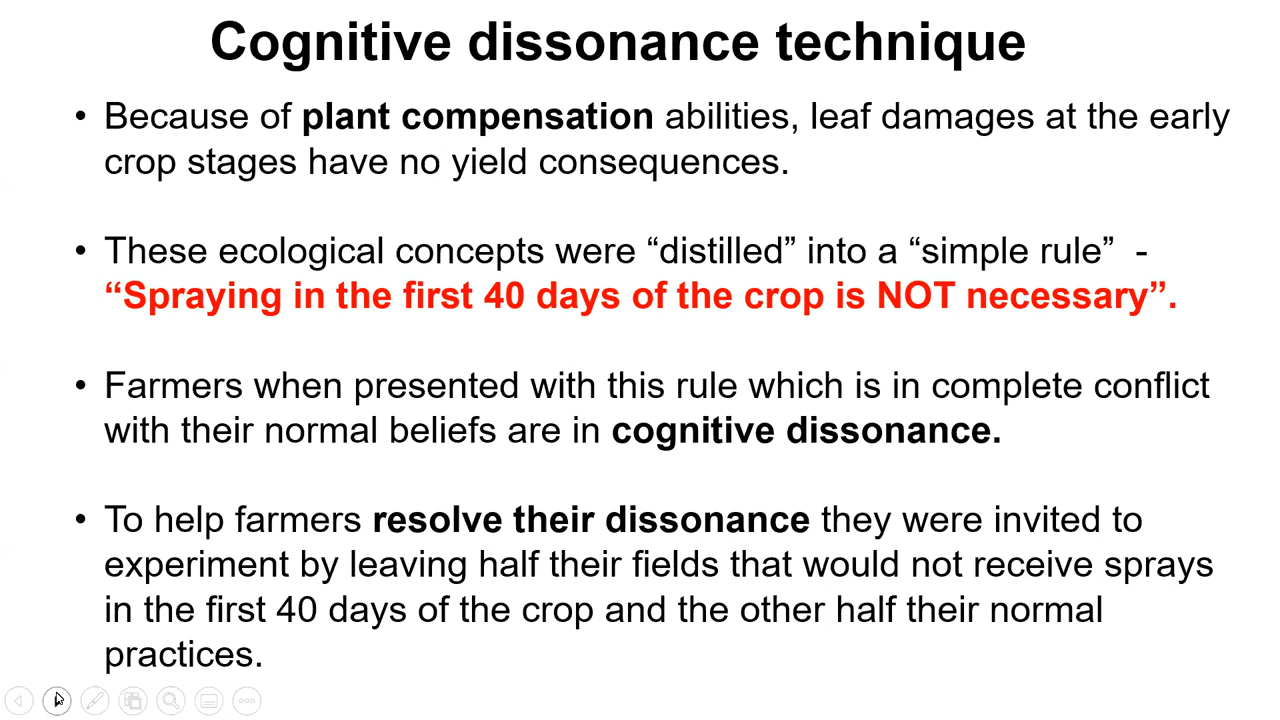 Cognitive dissonance technique
• Because of plant compensation abilities, leaf damages at the early
crop stages have no yield consequences.
• These ecological concepts were “distilled” into a “simple rule” -
“Spraying in the first 40 days of the crop is NOT necessary”.
• Farmers when presented with this rule which is in complete conflict
with their normal beliefs are in cognitive dissonance.
• To help farmers resolve their dissonance they were invited to
experiment by leaving half their fields that would not receive sprays
in the first 40 days of the crop and the other half their normal
practices.